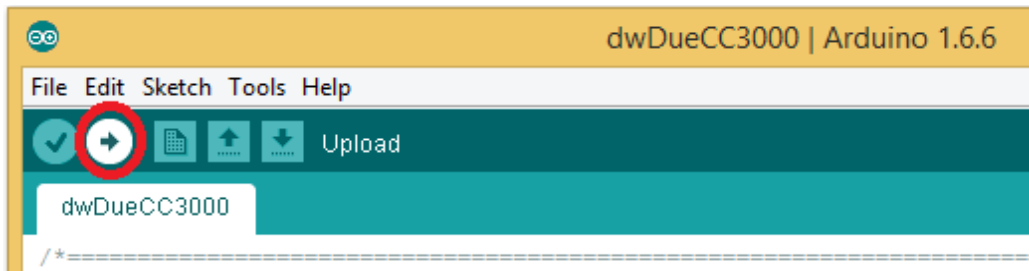 dwDueCC3000 | Arduino 1.6.6
File Edit Sketch Tools Help
Upload
dwDueCC3000
/*==========================================================================